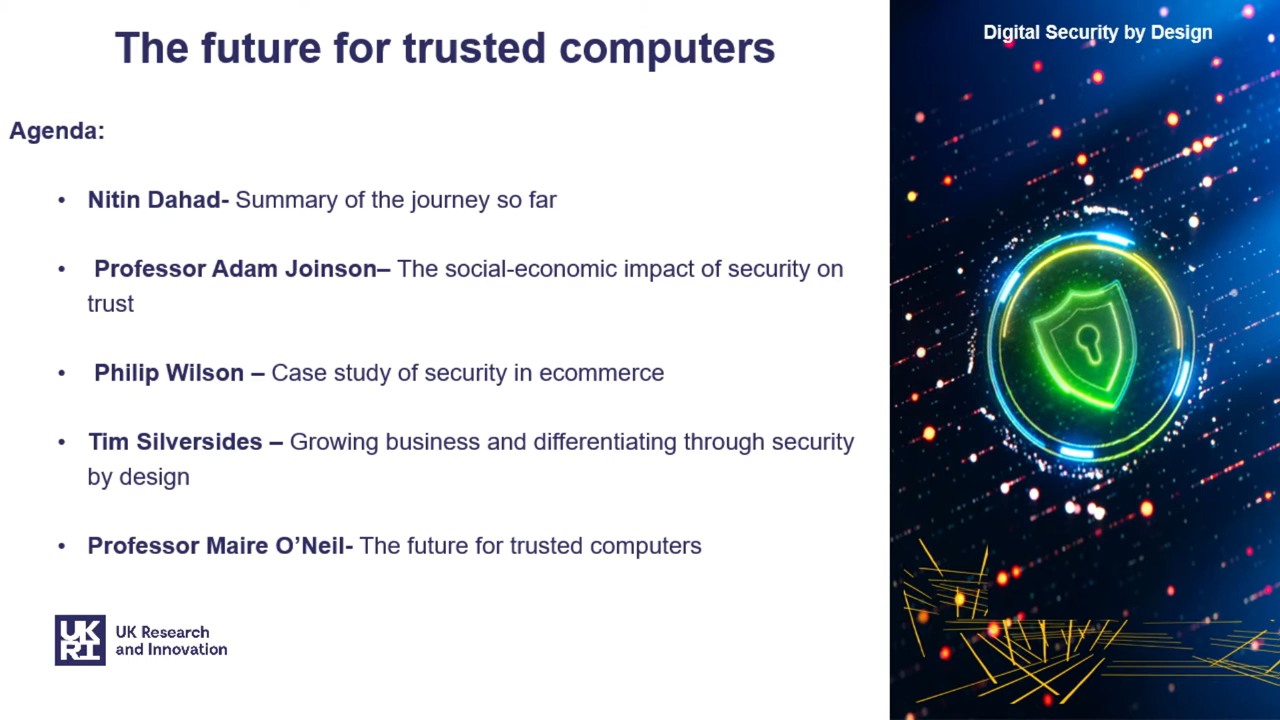 The future for trusted computers
Digital Security by Design
Agenda:
• Nitin Dahad- Summary of the journey so far
• Professor Adam Joinson– The social-economic impact of security on
trust
• Philip Wilson – Case study of security in ecommerce
• Tim Silversides – Growing business and differentiating through security
by design
• Professor Maire O’Neil- The future for trusted computers
UKRI
UK Research
and Innovation